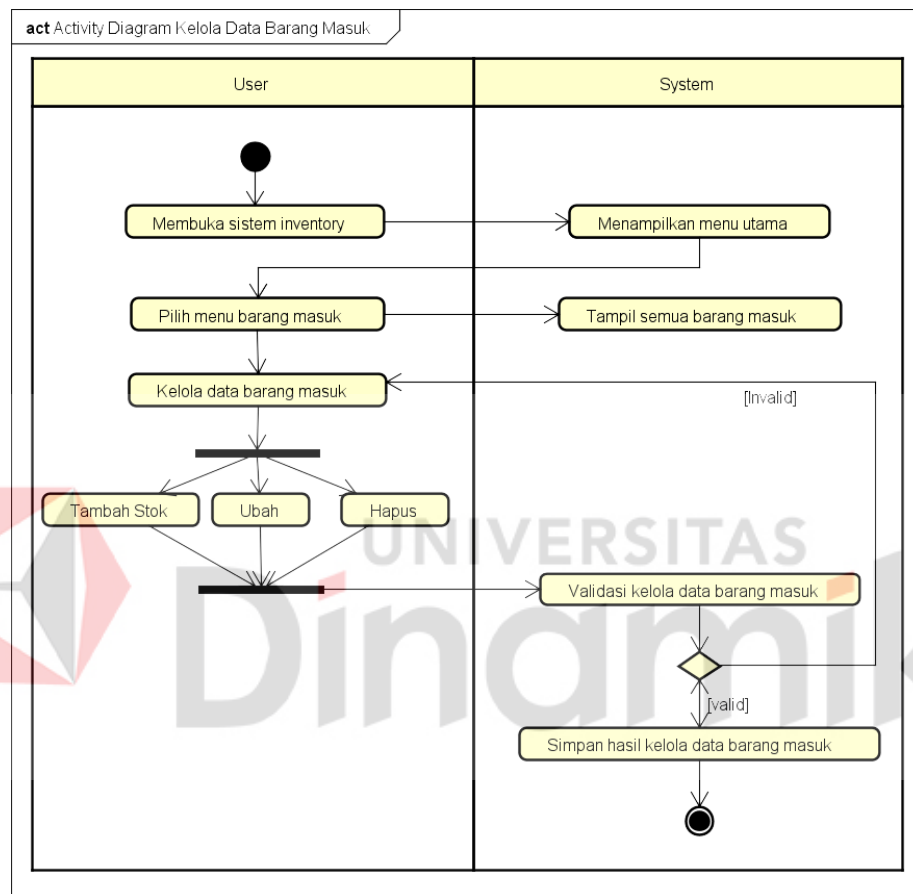 act Activity Diagram Kelola Data Barang Masuk
User
System
Membuka sistem inventory
Menampilkan menu utama
Pilih menu barang masuk
Tampil semua barang masuk
Kelola data barang masuk
[Invalid]
Tambah Stok
Ubah
Hapus
UNIVERSITAS
Dinamik
Validasi kelola data barang masuk
[valid]
Simpan hasil kelola data barang masuk